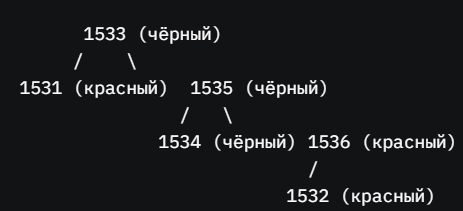 1533 (чёрный)
/ \
1531 (красный) 1535 (чёрный)
/ \
1534 (чёрный) 1536 (красный)
/
1532 (красный)